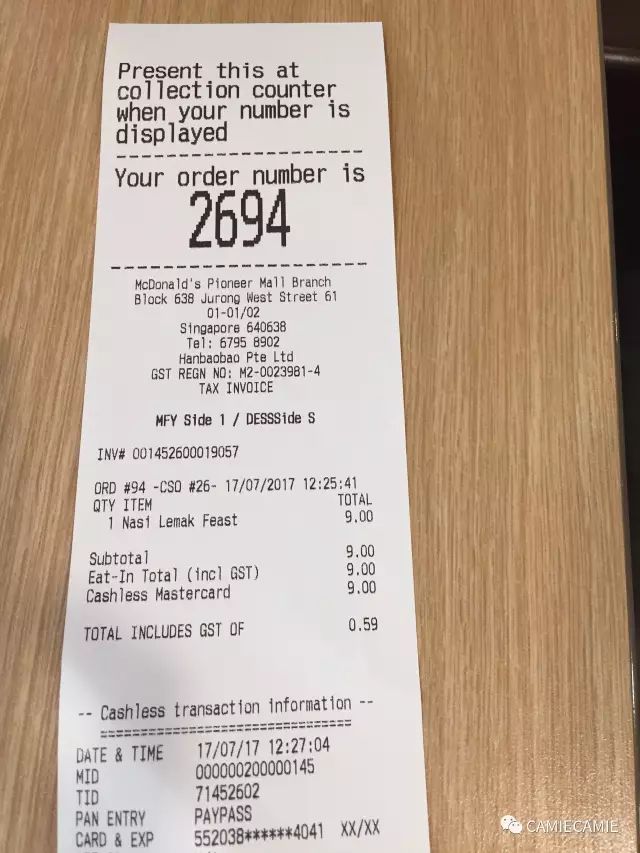 Present this at
collection counter
when your number is
displayed
Your order number is
2694
McDonald's Pioneer Mall Branch
Block 638 Jurong West Street 61
01-01/02
Singapore 640638
Tel: 6795 8902
Hanbaobao Pte Ltd
GST REGN NO: M2-0023981-4
TAX INVOICE
MFY Side 1 / DESSSide S
INV# 001452600019057
ORD #94 -CSO #26- 17/07/2017 12:25:41
QTY ITEM TOTAL
1 Nasi Lemak Feast 9.00
Subtotal 9.00
Eat-In Total (incl GST) 9.00
Cashless Mastercard 9.00
TOTAL INCLUDES GST OF 0.59
-- Cashless transaction information --
DATE & TIME 17/07/17 12:27:04
MID 000000200000145
TID 71452602
PAN ENTRY PAYPASS
CARD & EXP 552038******4041 XX/XX
CAMIECAMIE